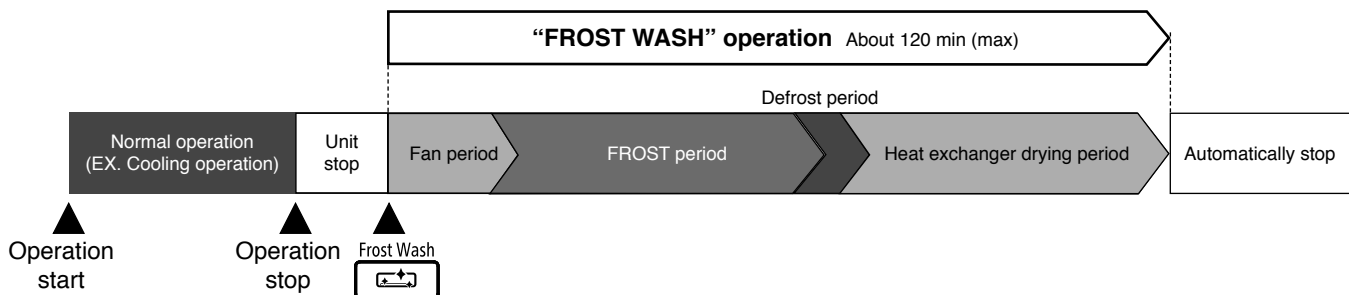 “FROST WASH” operation About 120 min (max)
Defrost period
Normal operation
(EX. Cooling operation)
Unit
stop
Fan period
FROST period
Heat exchanger drying period
Automatically stop
Operation
start
Operation
stop
Frost Wash